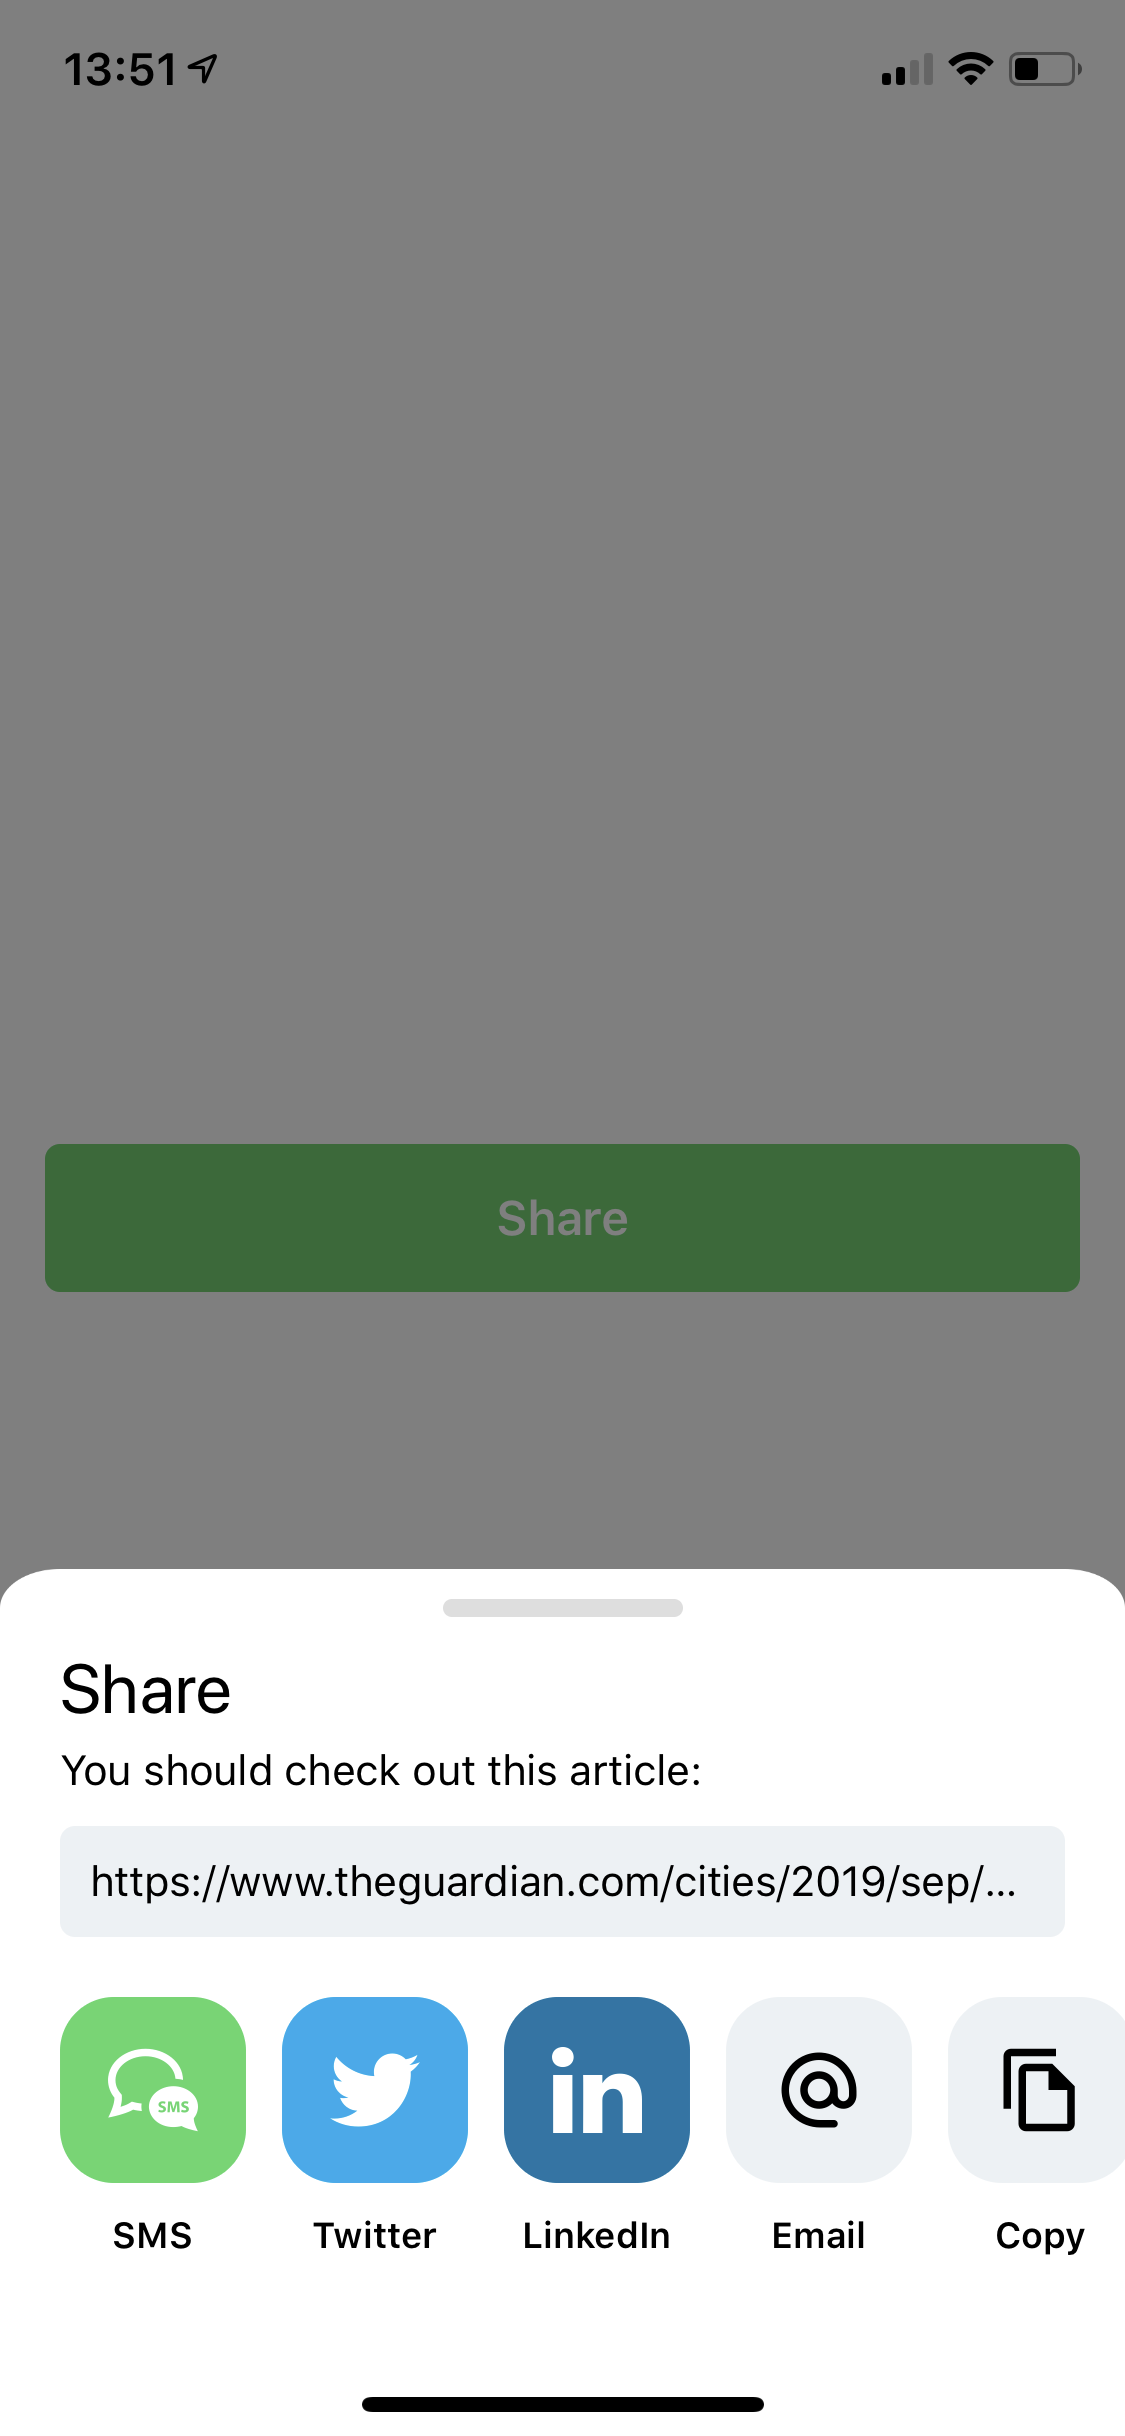 13:51
Share
Share
You should check out this article:
https://www.theguardian.com/cities/2019/sep/...
SMS
in
SMS
Twitter
LinkedIn
Email
Copy